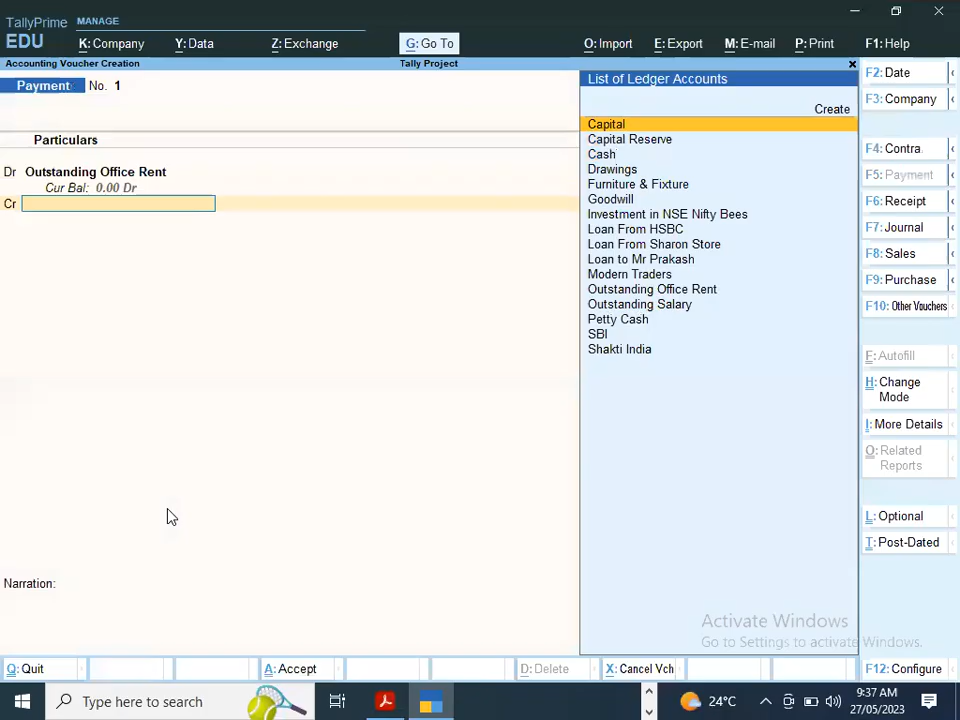 TallyPrime MANAGE
EDU K: Company Y: Data Z: Exchange G: Go To O: Import E: Export M: E-mail P: Print F1: Help
Accounting Voucher Creation Tally Project
Payment No. 1
Particulars
Dr Outstanding Office Rent
Cur Bal: 0.00 Dr
Cr
Narration:
List of Ledger Accounts
Create
Capital
Capital Reserve
Cash
Drawings
Furniture & Fixture
Goodwill
Investment in NSE Nifty Bees
Loan From HSBC
Loan From Sharon Store
Loan to Mr Prakash
Modern Traders
Outstanding Office Rent
Outstanding Salary
Petty Cash
SBI
Shakti India
F2: Date
F3: Company
F4: Contra
F5: Payment
F6: Receipt
F7: Journal
F8: Sales
F9: Purchase
F10: Other Vouchers
F: Autofill
H: Change
Mode
I: More Details
O: Related
Reports
L: Optional
T: Post-Dated
Activate Windows
Go to Settings to activate Windows.
Q: Quit A: Accept D: Delete X: Cancel Vch F12: Configure
Type here to search 24°C 9:37 AM
27/05/2023